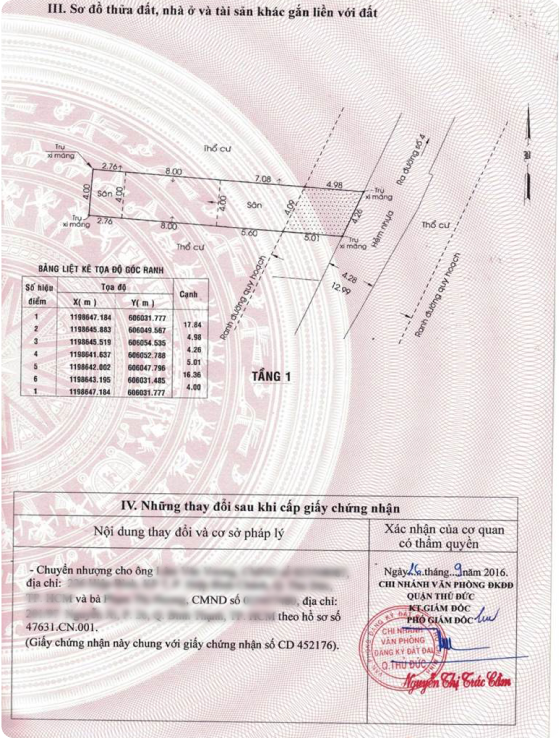 III. Sơ đồ thửa đất, nhà ở và tài sản khác gắn liền với đất
Trụ
xi măng
Thổ cư
2.76
8.00
7.08
4.98
Trụ
xi măng
Ra đường số 4
4.00
Sân
4.00
4.00
Sân
4.09
4.26
Hẻm nhựa
Thổ cư
Trụ
xi măng
2.76
8.00
5.60
5.01
Trụ
xi măng
Thổ cư
4.28
12.99
Ranh đường quy hoạch
Ranh đường quy hoạch
BẢNG LIỆT KÊ TỌA ĐỘ GÓC RANH
Số hiệu điểm Tọa độ Cạnh
X( m ) Y( m )
1 1198647.184 606031.777
17.84
2 1198645.883 606049.567
4.98
3 1198645.519 606054.535
4.26
4 1198641.637 606052.788
5.01
5 1198642.002 606047.796
16.36
6 1198643.195 606031.485
4.00
1 1198647.184 606031.777
TẦNG 1
IV. Những thay đổi sau khi cấp giấy chứng nhận
Nội dung thay đổi và cơ sở pháp lý
Xác nhận của cơ quan
có thẩm quyền
- Chuyển nhượng cho ông
địa chỉ:
và bà , CMND số , địa chỉ:
theo hồ sơ số
47631.CN.001.
(Giấy chứng nhận này chung với giấy chứng nhận số CD 452176).
Ngày 26 tháng 9 năm 2016.
CHI NHÁNH VĂN PHÒNG ĐKĐĐ
QUẬN THỦ ĐỨC
KT.GIÁM ĐỐC
PHÓ GIÁM ĐỐC
CHI NHÁNH
VĂN PHÒNG
ĐĂNG KÝ ĐẤT ĐAI
Q.THỦ ĐỨC
Nguyễn Thị Trúc Cầm